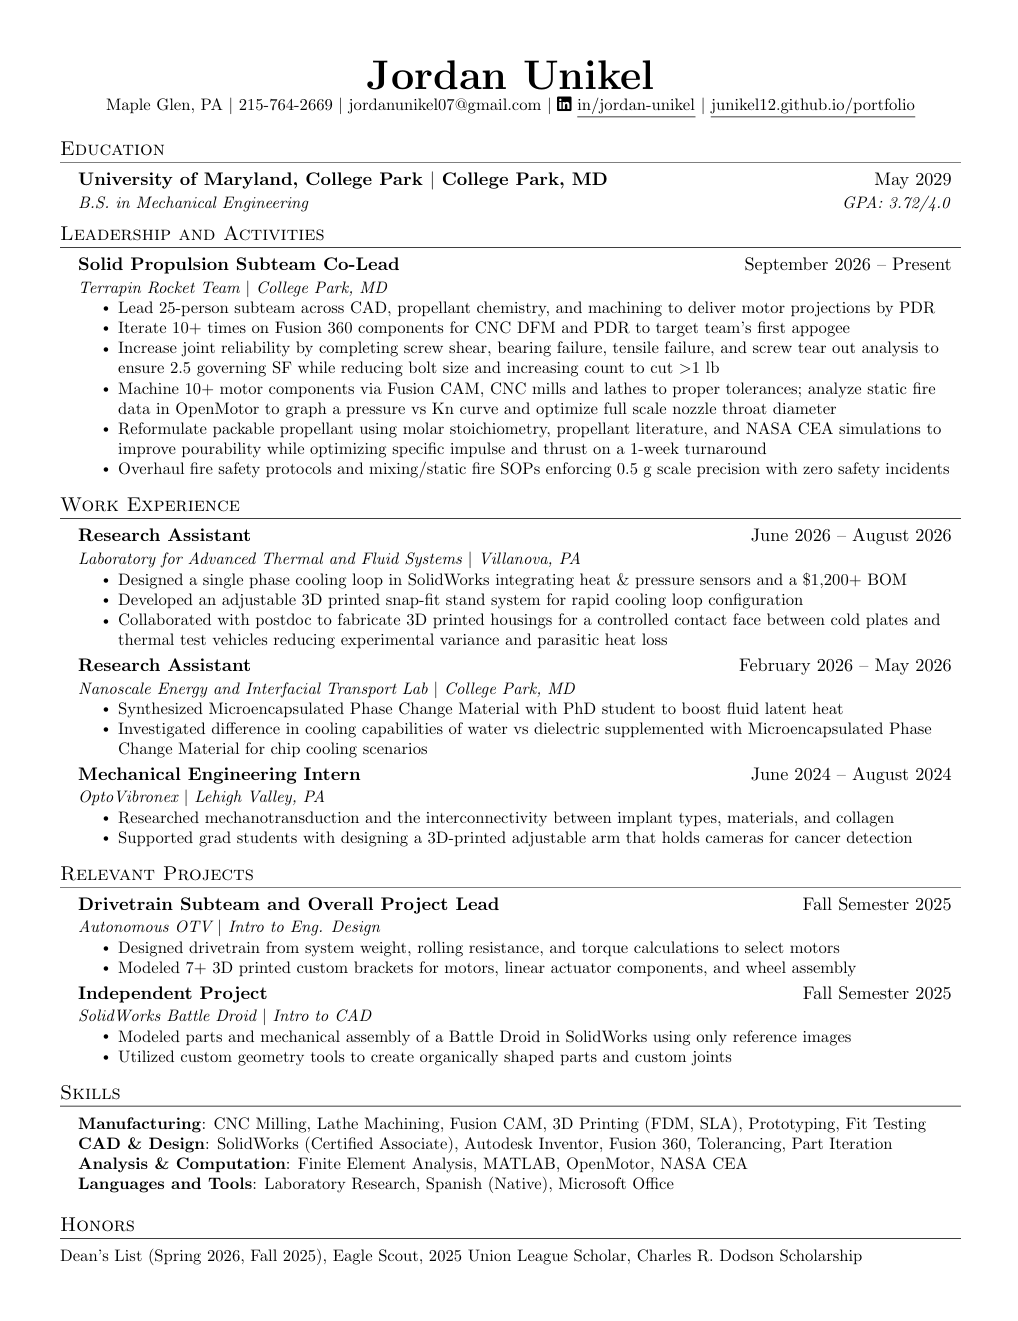 Jordan Unikel
Maple Glen, PA | 215-764-2669 | jordanunikel07@gmail.com | in/jordan-unikel | junikel12.github.io/portfolio
Education
University of Maryland, College Park | College Park, MD May 2029
B.S. in Mechanical Engineering GPA: 3.72/4.0
Leadership and Activities
Solid Propulsion Subteam Co-Lead September 2026 – Present
Terrapin Rocket Team | College Park, MD
• Lead 25-person subteam across CAD, propellant chemistry, and machining to deliver motor projections by PDR
• Iterate 10+ times on Fusion 360 components for CNC DFM and PDR to target team's first appogee
• Increase joint reliability by completing screw shear, bearing failure, tensile failure, and screw tear out analysis to
ensure 2.5 governing SF while reducing bolt size and increasing count to cut >1 lb
• Machine 10+ motor components via Fusion CAM, CNC mills and lathes to proper tolerances; analyze static fire
data in OpenMotor to graph a pressure vs Kn curve and optimize full scale nozzle throat diameter
• Reformulate packable propellant using molar stoichiometry, propellant literature, and NASA CEA simulations to
improve pourability while optimizing specific impulse and thrust on a 1-week turnaround
• Overhaul fire safety protocols and mixing/static fire SOPs enforcing 0.5 g scale precision with zero safety incidents
Work Experience
Research Assistant June 2026 – August 2026
Laboratory for Advanced Thermal and Fluid Systems | Villanova, PA
• Designed a single phase cooling loop in SolidWorks integrating heat & pressure sensors and a $1,200+ BOM
• Developed an adjustable 3D printed snap-fit stand system for rapid cooling loop configuration
• Collaborated with postdoc to fabricate 3D printed housings for a controlled contact face between cold plates and
thermal test vehicles reducing experimental variance and parasitic heat loss
Research Assistant February 2026 – May 2026
Nanoscale Energy and Interfacial Transport Lab | College Park, MD
• Synthesized Microencapsulated Phase Change Material with PhD student to boost fluid latent heat
• Investigated difference in cooling capabilities of water vs dielectric supplemented with Microencapsulated Phase
Change Material for chip cooling scenarios
Mechanical Engineering Intern June 2024 – August 2024
OptoVibronex | Lehigh Valley, PA
• Researched mechanotransduction and the interconnectivity between implant types, materials, and collagen
• Supported grad students with designing a 3D-printed adjustable arm that holds cameras for cancer detection
Relevant Projects
Drivetrain Subteam and Overall Project Lead Fall Semester 2025
Autonomous OTV | Intro to Eng. Design
• Designed drivetrain from system weight, rolling resistance, and torque calculations to select motors
• Modeled 7+ 3D printed custom brackets for motors, linear actuator components, and wheel assembly
Independent Project Fall Semester 2025
SolidWorks Battle Droid | Intro to CAD
• Modeled parts and mechanical assembly of a Battle Droid in SolidWorks using only reference images
• Utilized custom geometry tools to create organically shaped parts and custom joints
Skills
Manufacturing: CNC Milling, Lathe Machining, Fusion CAM, 3D Printing (FDM, SLA), Prototyping, Fit Testing
CAD & Design: SolidWorks (Certified Associate), Autodesk Inventor, Fusion 360, Tolerancing, Part Iteration
Analysis & Computation: Finite Element Analysis, MATLAB, OpenMotor, NASA CEA
Languages and Tools: Laboratory Research, Spanish (Native), Microsoft Office
Honors
Dean's List (Spring 2026, Fall 2025), Eagle Scout, 2025 Union League Scholar, Charles R. Dodson Scholarship